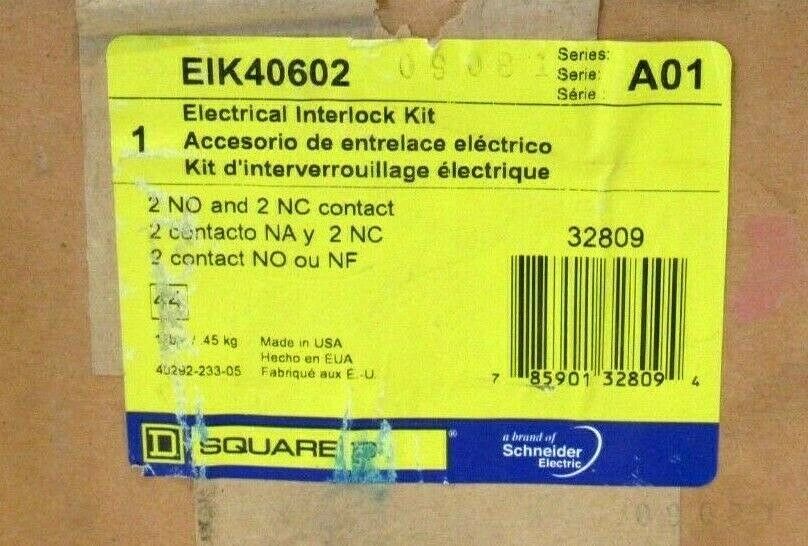 EIK40602
Series:
Serie:
Série :
A01
1
Electrical Interlock Kit
Accesorio de entrelace eléctrico
Kit d'interverrouillage électrique
2 NO and 2 NC contact
2 contacto NA y 2 NC
2 contact NO ou NF
32809
44
.45 kg
Made in USA
Hecho en EUA
40292-233-05
Fabriqué aux E.-U.
7 85901 32809 4
SQUARE D
®
a brand of
Schneider
Electric